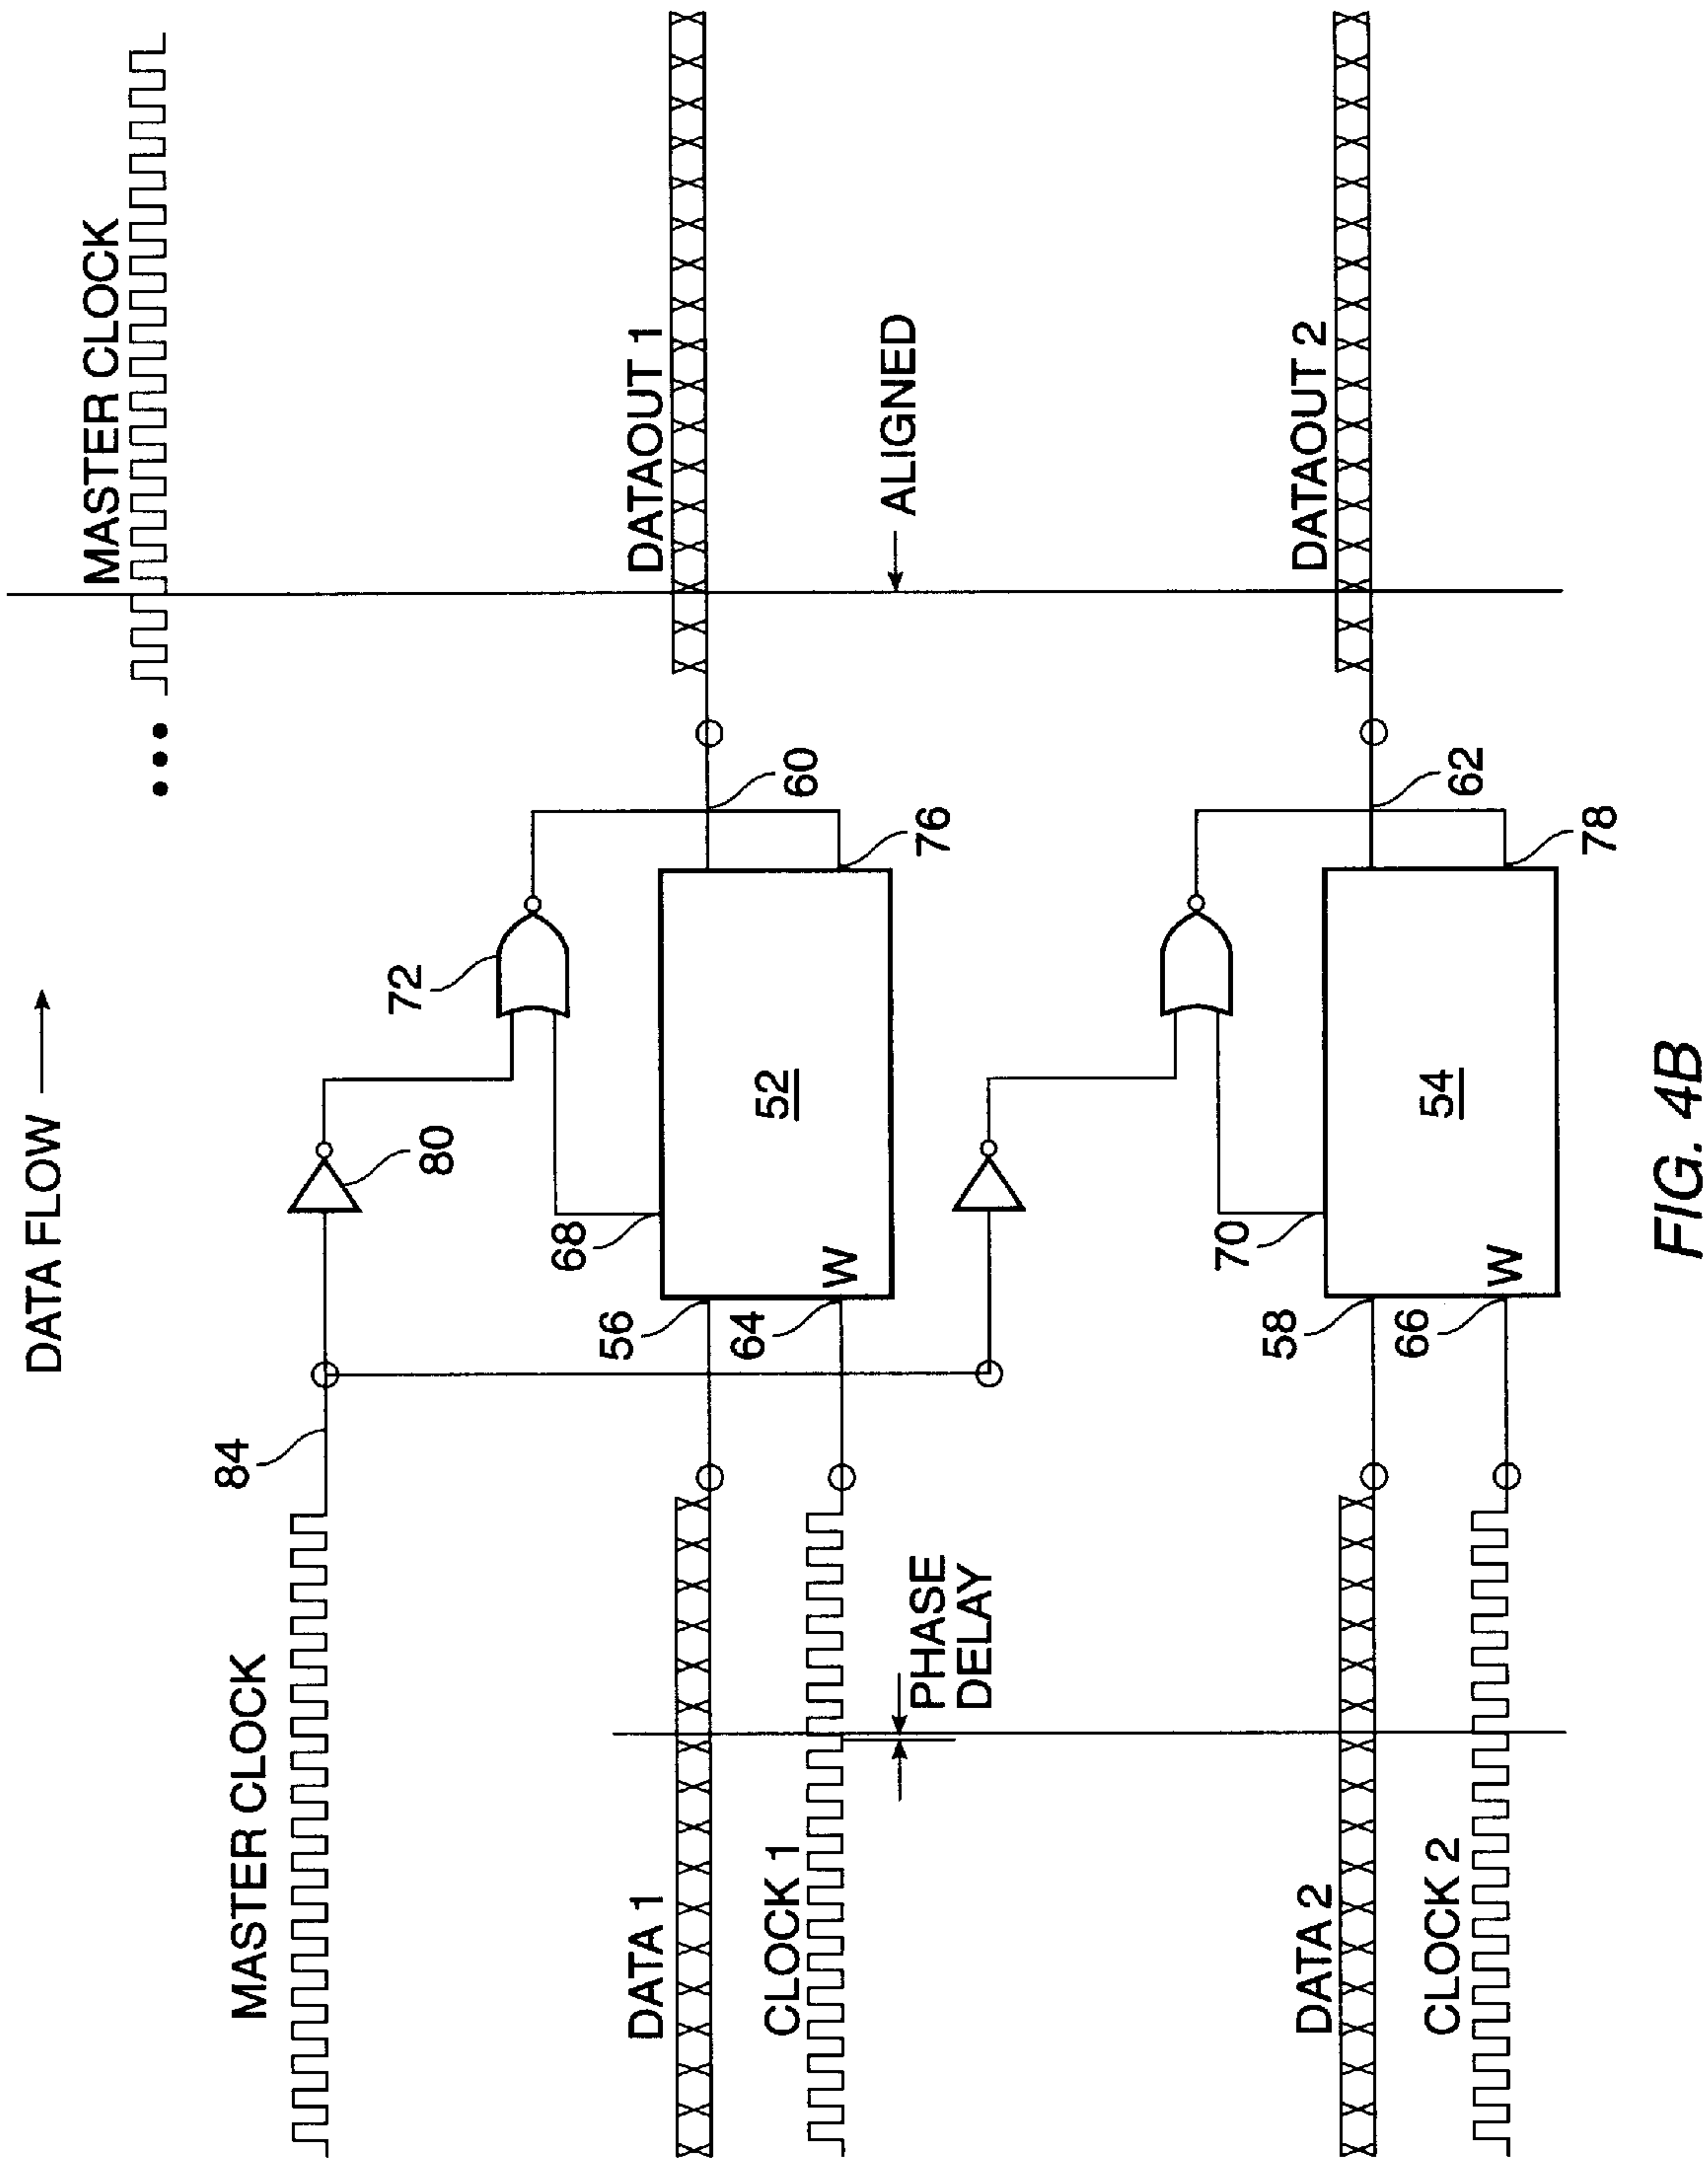 DATA FLOW
MASTER CLOCK
MASTER CLOCK
84
80
72
DATA 1
56
68
60
DATAOUT 1
52
CLOCK 1
64
W
76
PHASE
DELAY
ALIGNED
DATA 2
58
70
62
DATAOUT 2
54
CLOCK 2
66
W
78
FIG. 4B